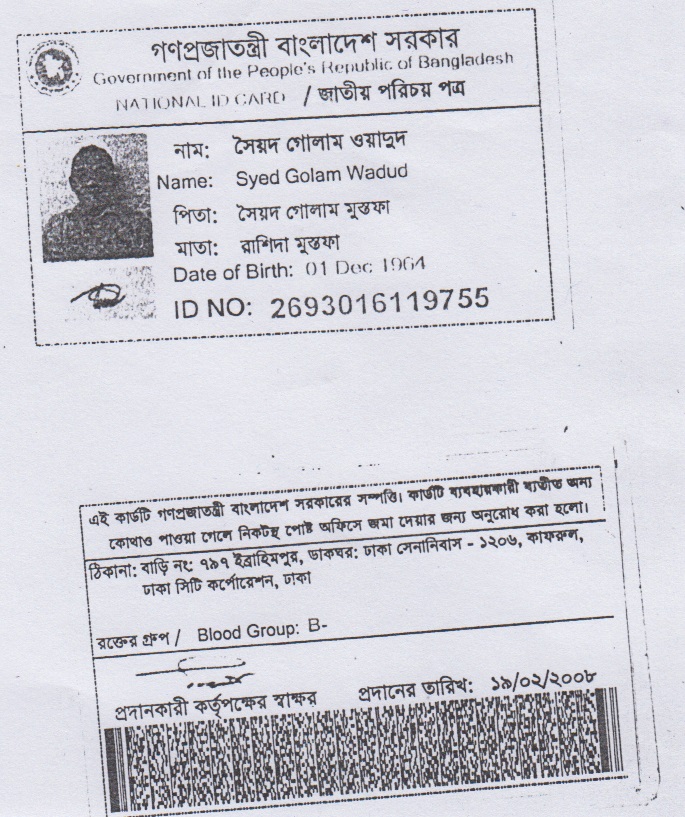 গণপ্রজাতন্ত্রী বাংলাদেশ সরকার
Government of the People's Republic of Bangladesh
NATIONAL ID CARD / জাতীয় পরিচয় পত্র
নাম: সৈয়দ গোলাম ওয়াদুদ
Name: Syed Golam Wadud
পিতা: সৈয়দ গোলাম মুস্তফা
মাতা: রাশিদা মুস্তফা
Date of Birth: 01 Dec 1964
ID NO: 2693016119755
এই কার্ডটি গণপ্রজাতন্ত্রী বাংলাদেশ সরকারের সম্পত্তি। কার্ডটি ব্যবহারকারী ব্যতীত অন্য
কোথাও পাওয়া গেলে নিকটস্থ পোষ্ট অফিসে জমা দেয়ার জন্য অনুরোধ করা হলো।
ঠিকানা: বাড়ি নং: ৭৯৭ ইব্রাহিমপুর, ডাকঘর: ঢাকা সেনানিবাস - ১২০৬, কাফরুল,
ঢাকা সিটি কর্পোরেশন, ঢাকা
রক্তের গ্রুপ / Blood Group: B-
প্রদানকারী কর্তৃপক্ষের স্বাক্ষর প্রদানের তারিখ: ১৯/০২/২০০৮